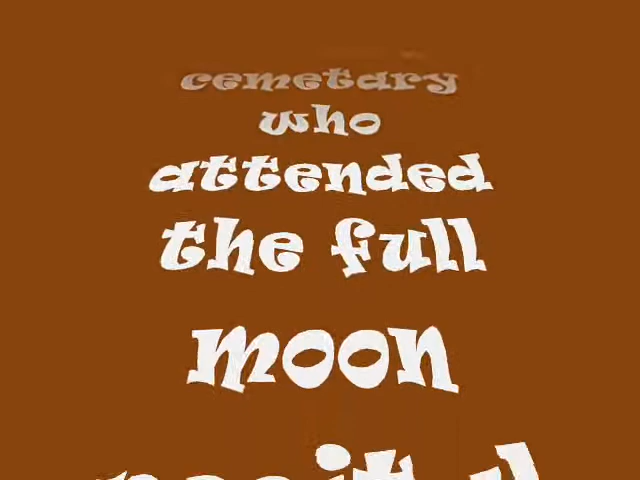 cemetary
who
attended
the full
moon